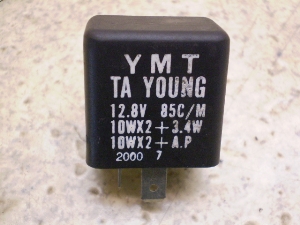 YMT
TA YOUNG
12.8V 85C/M
10WX2+3.4W
10WX2+A.P
2000 7